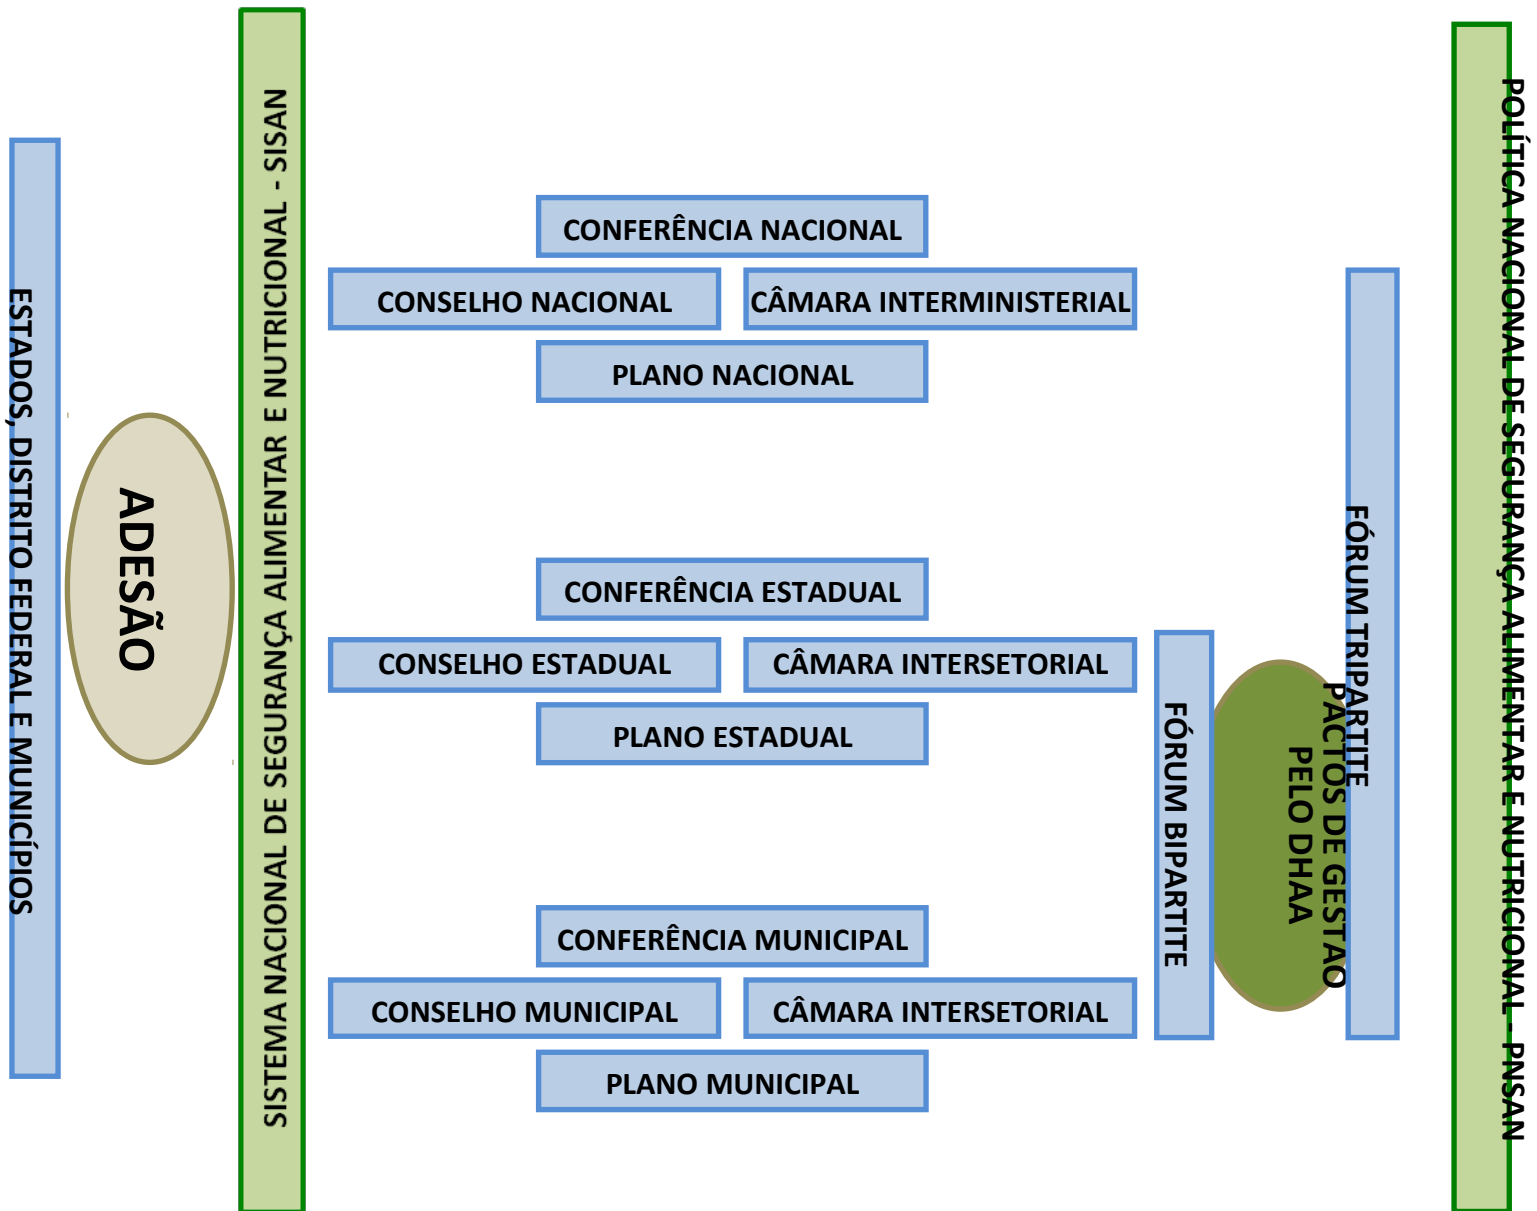 ESTADOS, DISTRITO FEDERAL E MUNICÍPIOS
ADESÃO
SISTEMA NACIONAL DE SEGURANÇA ALIMENTAR E NUTRICIONAL - SISAN
CONFERÊNCIA NACIONAL
CONSELHO NACIONAL
CÂMARA INTERMINISTERIAL
PLANO NACIONAL
CONFERÊNCIA ESTADUAL
CONSELHO ESTADUAL
CÂMARA INTERSETORIAL
PLANO ESTADUAL
CONFERÊNCIA MUNICIPAL
CONSELHO MUNICIPAL
CÂMARA INTERSETORIAL
PLANO MUNICIPAL
FÓRUM BIPARTITE
PACTOS DE GESTÃO
PELO DHAA
FÓRUM TRIPARTITE
POLÍTICA NACIONAL DE SEGURANÇA ALIMENTAR E NUTRICIONAL - PNSAN